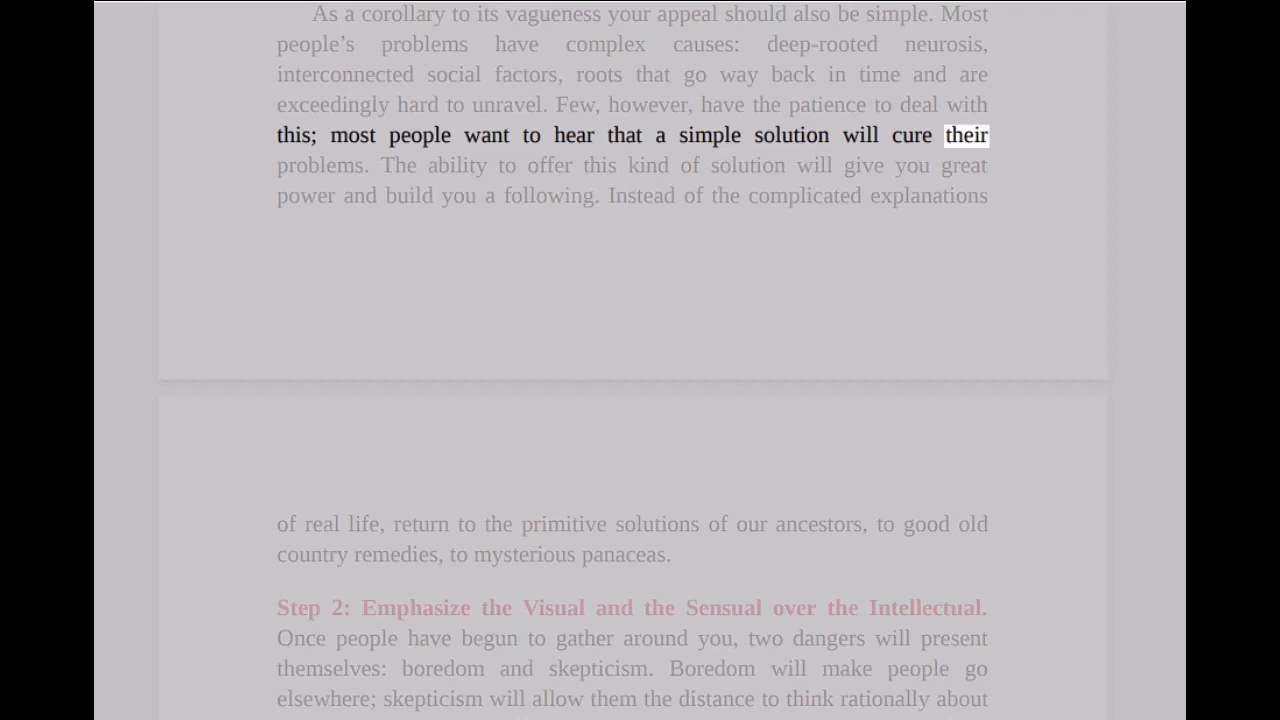 As a corollary to its vagueness your appeal should also be simple. Most
people’s problems have complex causes: deep-rooted neurosis,
interconnected social factors, roots that go way back in time and are
exceedingly hard to unravel. Few, however, have the patience to deal with
this; most people want to hear that a simple solution will cure their
problems. The ability to offer this kind of solution will give you great
power and build you a following. Instead of the complicated explanations
of real life, return to the primitive solutions of our ancestors, to good old
country remedies, to mysterious panaceas.
Step 2: Emphasize the Visual and the Sensual over the Intellectual.
Once people have begun to gather around you, two dangers will present
themselves: boredom and skepticism. Boredom will make people go
elsewhere; skepticism will allow them the distance to think rationally about